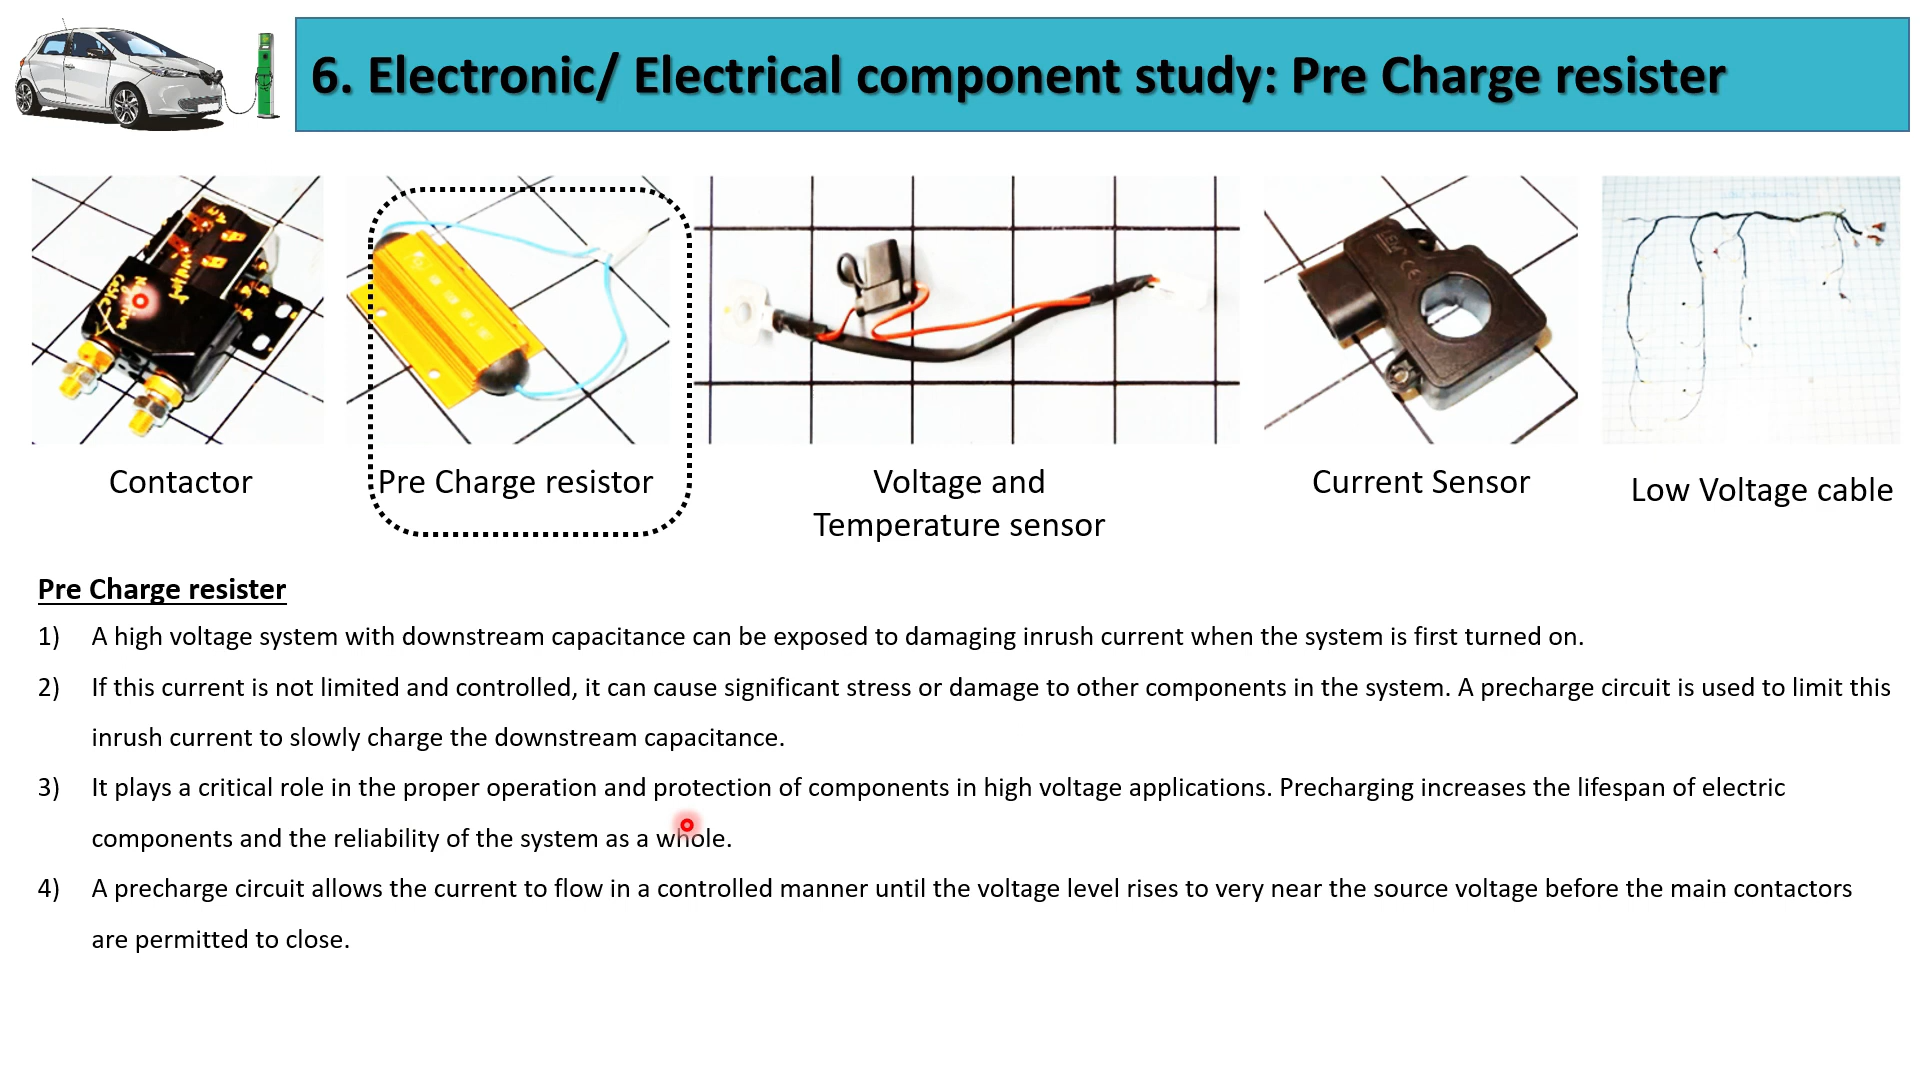 6. Electronic/ Electrical component study: Pre Charge resister
LEM CE
Contactor
Pre Charge resistor
Voltage and
Temperature sensor
Current Sensor
Low Voltage cable
Pre Charge resister
1) A high voltage system with downstream capacitance can be exposed to damaging inrush current when the system is first turned on.
2) If this current is not limited and controlled, it can cause significant stress or damage to other components in the system. A precharge circuit is used to limit this
inrush current to slowly charge the downstream capacitance.
3) It plays a critical role in the proper operation and protection of components in high voltage applications. Precharging increases the lifespan of electric
components and the reliability of the system as a whole.
4) A precharge circuit allows the current to flow in a controlled manner until the voltage level rises to very near the source voltage before the main contactors
are permitted to close.